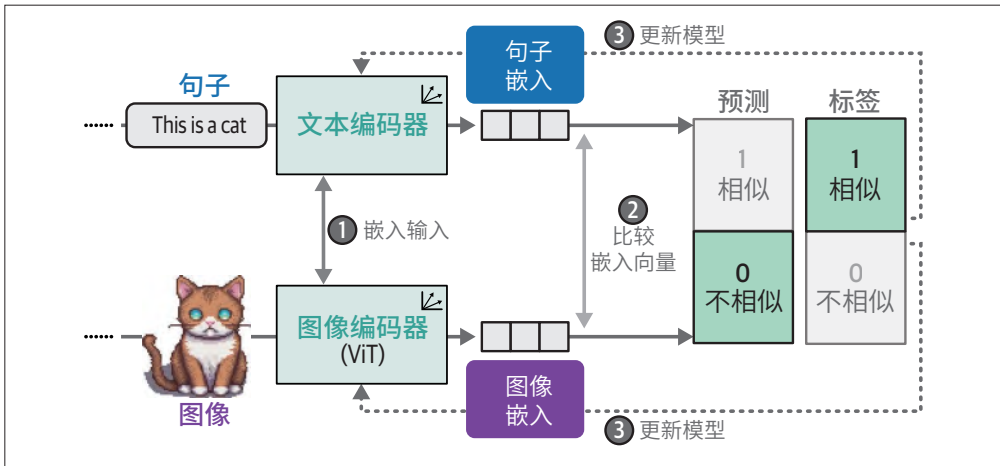 句子
This is a cat
文本编码器
句子
嵌入
3 更新模型
预测
标签
1
相似
1
相似
1 嵌入输入
2
比较
嵌入向量
0
不相似
0
不相似
图像编码器
(ViT)
图像
图像
嵌入
3 更新模型